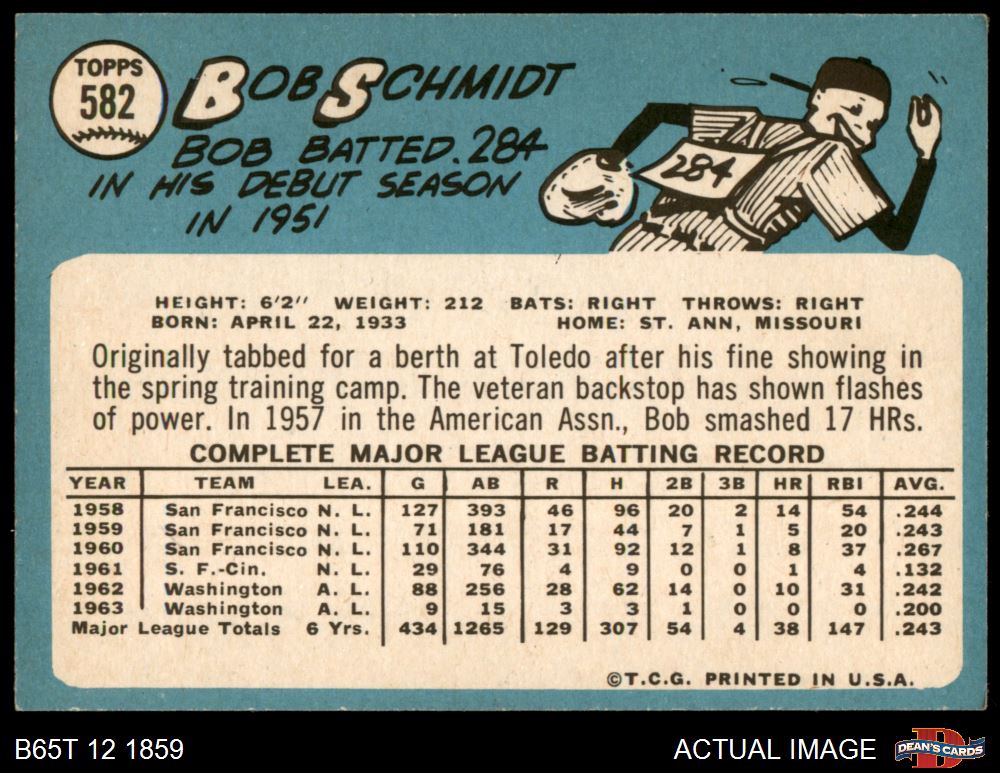 TOPPS
582
BOB SCHMIDT
BOB BATTED .284
IN HIS DEBUT SEASON
IN 1951
284
HEIGHT: 6'2" WEIGHT: 212 BATS: RIGHT THROWS: RIGHT
BORN: APRIL 22, 1933 HOME: ST. ANN, MISSOURI
Originally tabbed for a berth at Toledo after his fine showing in
the spring training camp. The veteran backstop has shown flashes
of power. In 1957 in the American Assn., Bob smashed 17 HRs.
COMPLETE MAJOR LEAGUE BATTING RECORD
YEAR TEAM LEA. G AB R H 2B 3B HR RBI AVG.
1958 San Francisco N. L. 127 393 46 96 20 2 14 54 .244
1959 San Francisco N. L. 71 181 17 44 7 1 5 20 .243
1960 San Francisco N. L. 110 344 31 92 12 1 8 37 .267
1961 S. F.-Cin. N. L. 29 76 4 9 0 0 1 4 .132
1962 Washington A. L. 88 256 28 62 14 0 10 31 .242
1963 Washington A. L. 9 15 3 3 1 0 0 0 .200
Major League Totals 6 Yrs. 434 1265 129 307 54 4 38 147 .243
©T.C.G. PRINTED IN U.S.A.
B65T 12 1859 ACTUAL IMAGE
D
DEAN'S CARDS